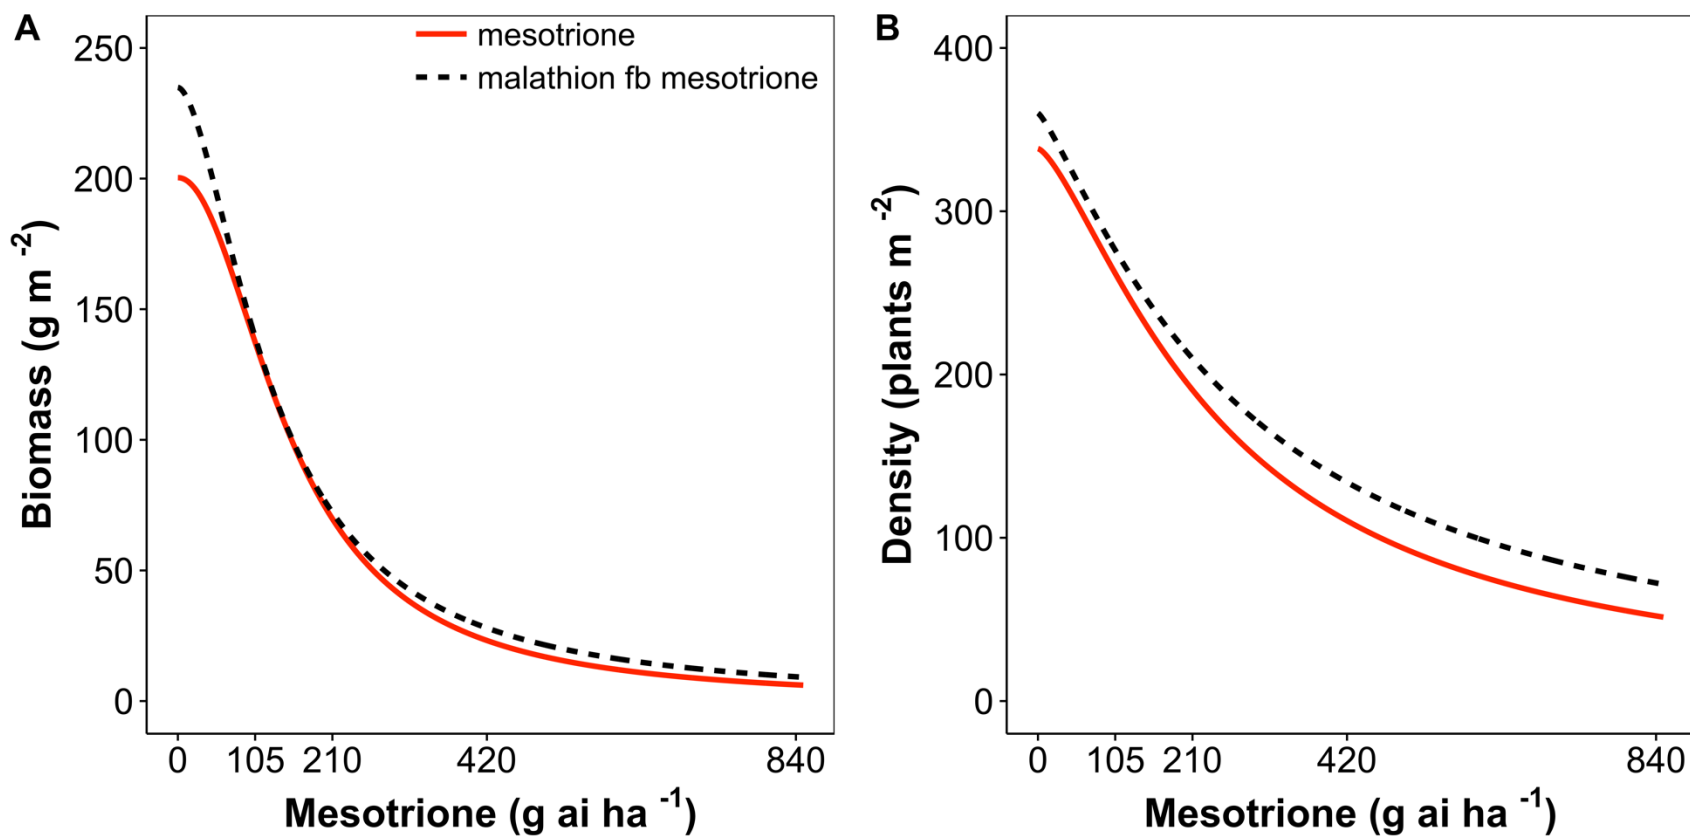 A
mesotrione
malathion fb mesotrione
Biomass (g m -2)
250
200
150
100
50
0
0 105 210 420 840
Mesotrione (g ai ha -1)
B
Density (plants m -2)
400
300
200
100
0
0 105 210 420 840
Mesotrione (g ai ha -1)